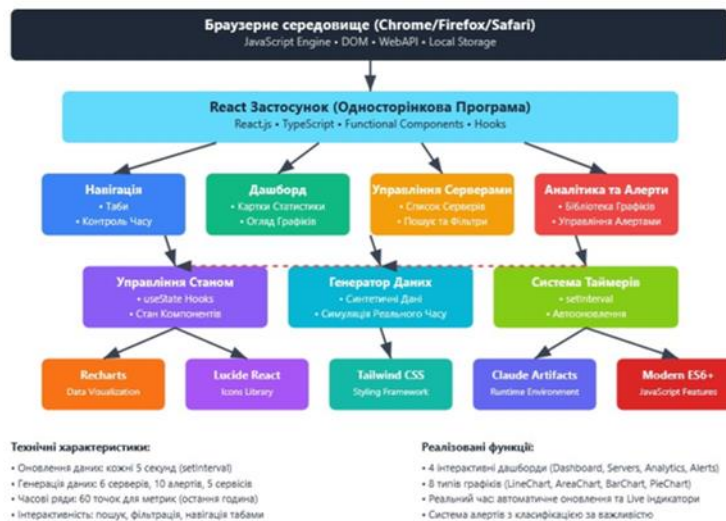 Браузерне середовище (Chrome/Firefox/Safari)
JavaScript Engine • DOM • WebAPI • Local Storage
React Застосунок (Односторінкова Програма)
React.js • TypeScript • Functional Components • Hooks
Навігація
• Таби
• Контроль Часу
Дашборд
• Картки Статистики
• Огляд Графіків
Управління Серверами
• Список Серверів
• Пошук та Фільтри
Аналітика та Алерти
• Бібліотека Графіків
• Управління Алертами
Управління Станом
• useState Hooks
• Стан Компонентів
Генератор Даних
• Синтетичні Дані
• Симуляція Реального Часу
Система Таймерів
• setInterval
• Автооновлення
Recharts
Data Visualization
Lucide React
Icons Library
Tailwind CSS
Styling Framework
Claude Artifacts
Runtime Environment
Modern ES6+
JavaScript Features
Технічні характеристики:
• Оновлення даних: кожні 5 секунд (setInterval)
• Генерація даних: 6 серверів, 10 алертів, 5 сервісів
• Часові ряди: 60 точок для метрик (остання година)
• Інтерактивність: пошук, фільтрація, навігація табами
Реалізовані функції:
• 4 інтерактивні дашборди (Dashboard, Servers, Analytics, Alerts)
• 8 типів графіків (LineChart, AreaChart, BarChart, PieChart)
• Реальний час: автоматичне оновлення та Live індикатори
• Система алертів з класифікацією за важливістю